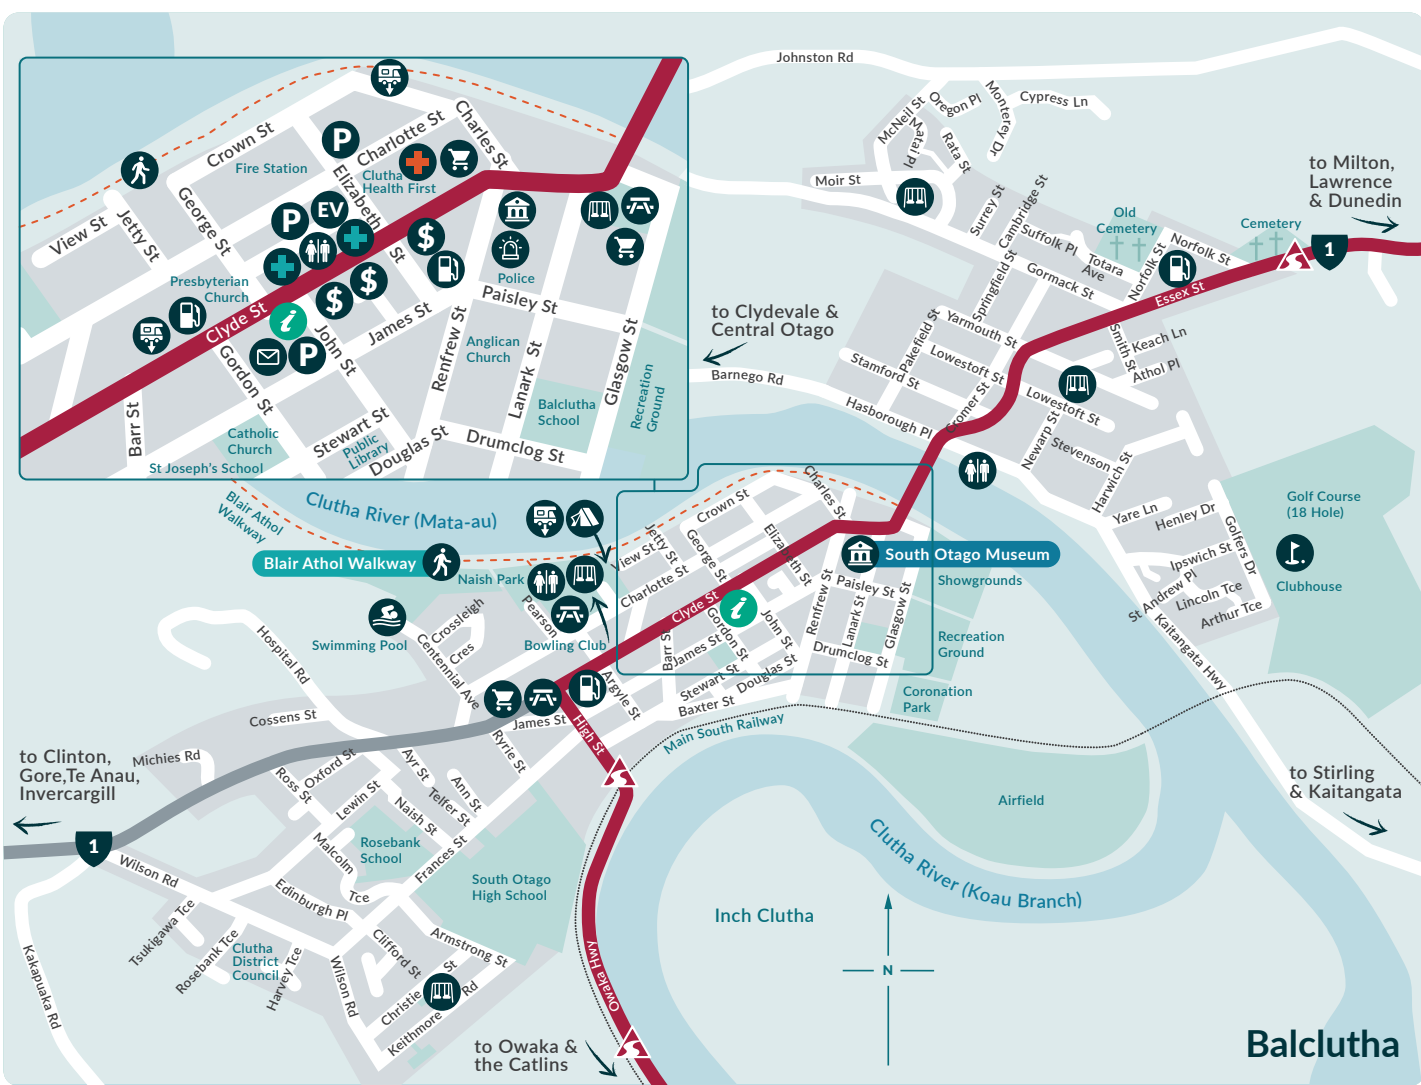 Johnston Rd
McNeil St
Oregon Pl
Monterey Dr
Cypress Ln
Matai Pl
Rata St
Moir St
Surrey St
Cambridge St
Suffolk Pl
Old
Cemetery
Cemetery
Totara
Ave
Norfolk St
Norfolk St
Gormack St
Springfield St
Essex St
1
to Milton,
Lawrence
& Dunedin
Crown St
Fire Station
P
Charlotte St
Charles St
Clutha
Health First
Elizabeth St
George St
View St
Jetty St
P
EV
$
$
$
Presbyterian
Church
Clyde St
i
P
Police
Paisley St
James St
John St
Gordon St
Renfrew St
Anglican
Church
Lanark St
Glasgow St
Balclutha
School
Recreation
Ground
Barr St
Catholic
Church
St Joseph's School
Stewart St
Public
Library
Douglas St
Drumclog St
to Clydevale &
Central Otago
Barnego Rd
Pakefield St
Yarmouth St
Lowestoft St
Stamford St
Hasborough Pl
Cromer St
Lowestoft St
Smith St
Keach Ln
Athol Pl
Newarp St
Stevenson
Harwich St
Yare Ln
Henley Dr
Golfers Dr
Ipswich St
St Andrew Pl
Lincoln Tce
Arthur Tce
Kaitangata Hwy
Golf Course
(18 Hole)
Clubhouse
Blair Athol
Walkway
Clutha River (Mata-au)
Blair Athol Walkway
Naish Park
Swimming Pool
Bowling Club
Pearson
Crossleigh
Cres
Centennial Ave
Crown St
Charles St
Jetty St
View St
George St
Elizabeth St
Charlotte St
Clyde St
i
South Otago Museum
Showgrounds
Paisley St
Renfrew St
Lanark St
Glasgow St
Barr St
James St
Gordon St
John St
Drumclog St
Stewart St
Douglas St
Baxter St
Recreation
Ground
Coronation
Park
Main South Railway
Argyle St
High St
James St
Ryrie St
Hospital Rd
Cossens St
Michies Rd
to Clinton,
Gore,Te Anau,
Invercargill
1
Ross St
Oxford St
Lewin St
Ayr St
Ann St
Telfer St
Naish St
Malcolm
Tce
Rosebank
School
Frances St
South Otago
High School
Wilson Rd
Edinburgh Pl
Tsukigawa Tce
Rosebank Tce
Clutha
District
Council
Harvey Tce
Wilson Rd
Clifford St
Armstrong St
Christie
St
Keithmore
Rd
Kakapuaka Rd
to Owaka &
the Catlins
Owaka Hwy
Inch Clutha
N
Clutha River (Koau Branch)
Airfield
to Stirling
& Kaitangata
Balclutha